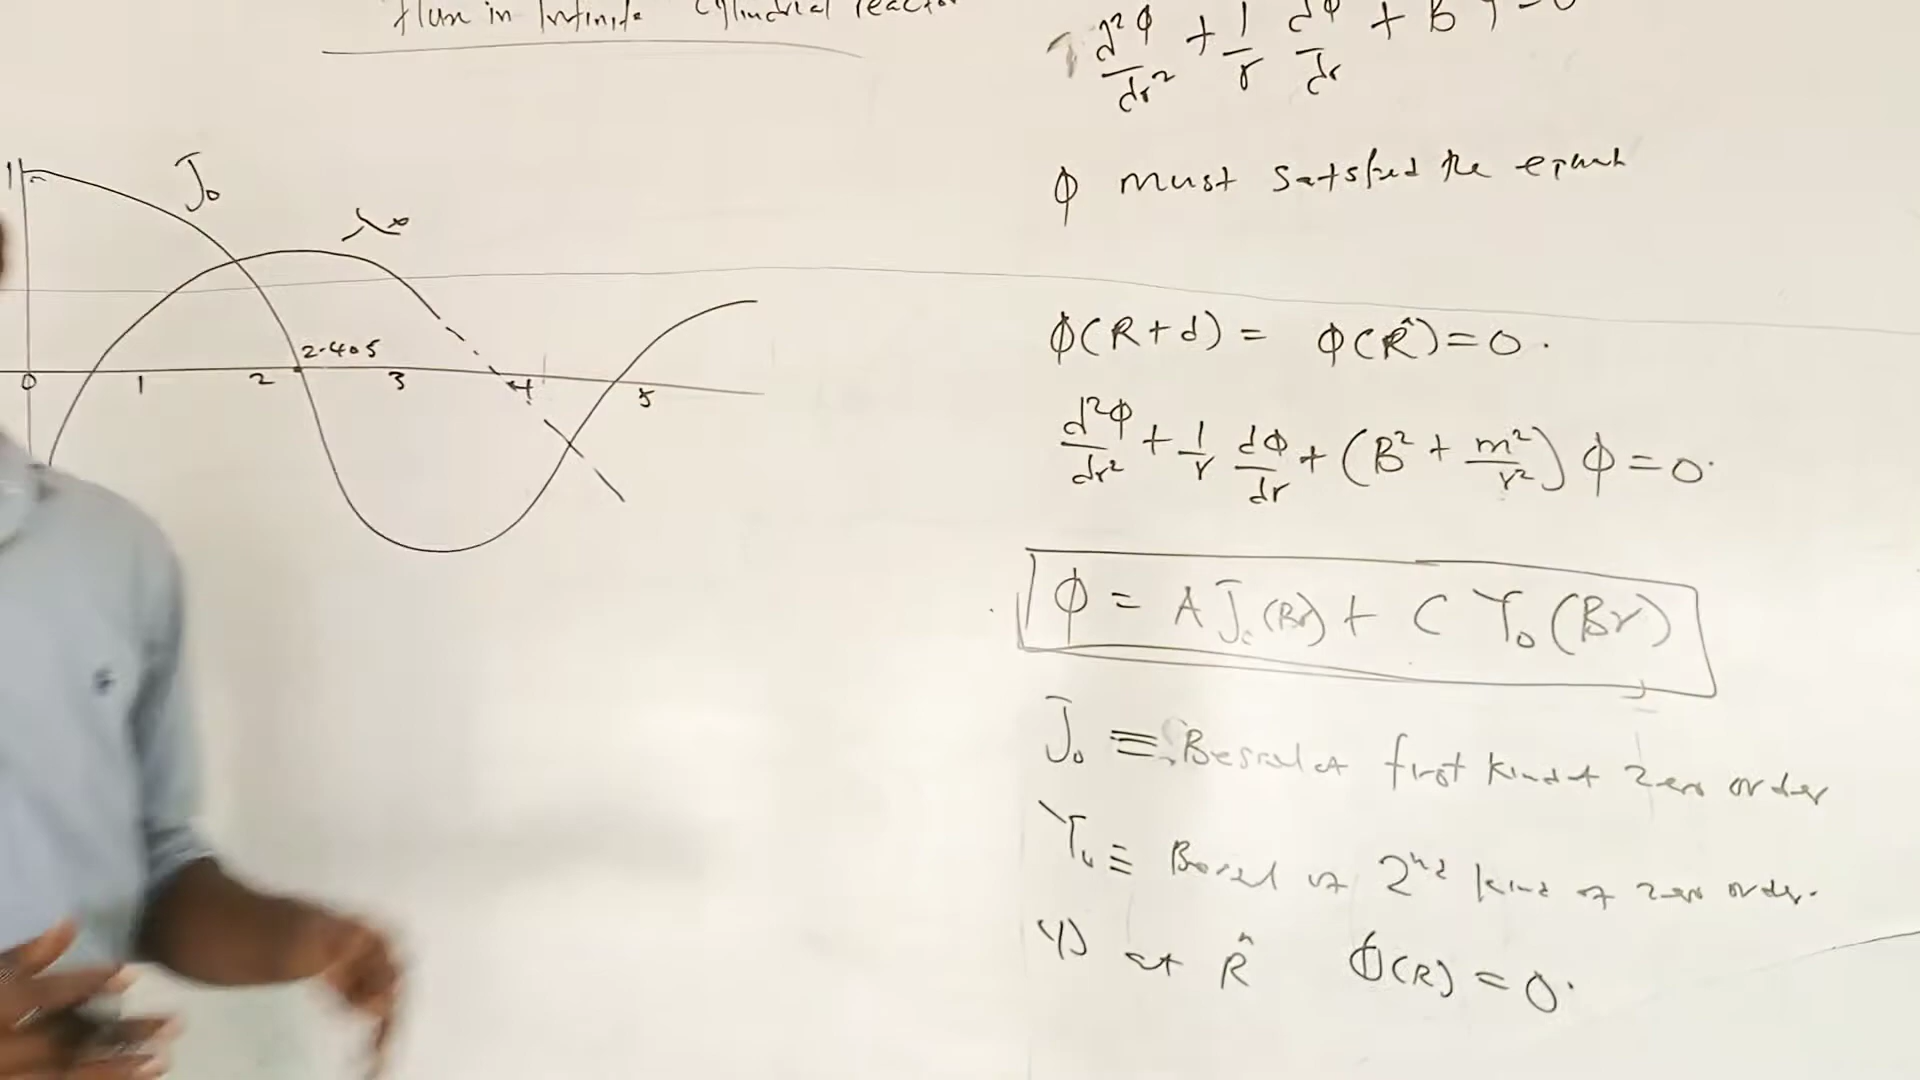 flux in Infinite Cylindrical reactor
1 J₀
Y₀
2.405
0 1 2 3 4 5
d²ϕ/dr² + 1/r dϕ/dr + B ϕ = 0
ϕ must satsfied the
ϕ(R+d) = ϕ(R̂) = 0.
d²ϕ/dr² + 1/r dϕ/dr + (B² + m²/r²) ϕ = 0.
ϕ = A J₀(Br) + C Y₀(Br)
J₀ ≡ Bessel of first kind of zero order
Y₀ ≡ Bessel of 2nd kind of zero order.
1) at R̂ ϕ(R) = 0.